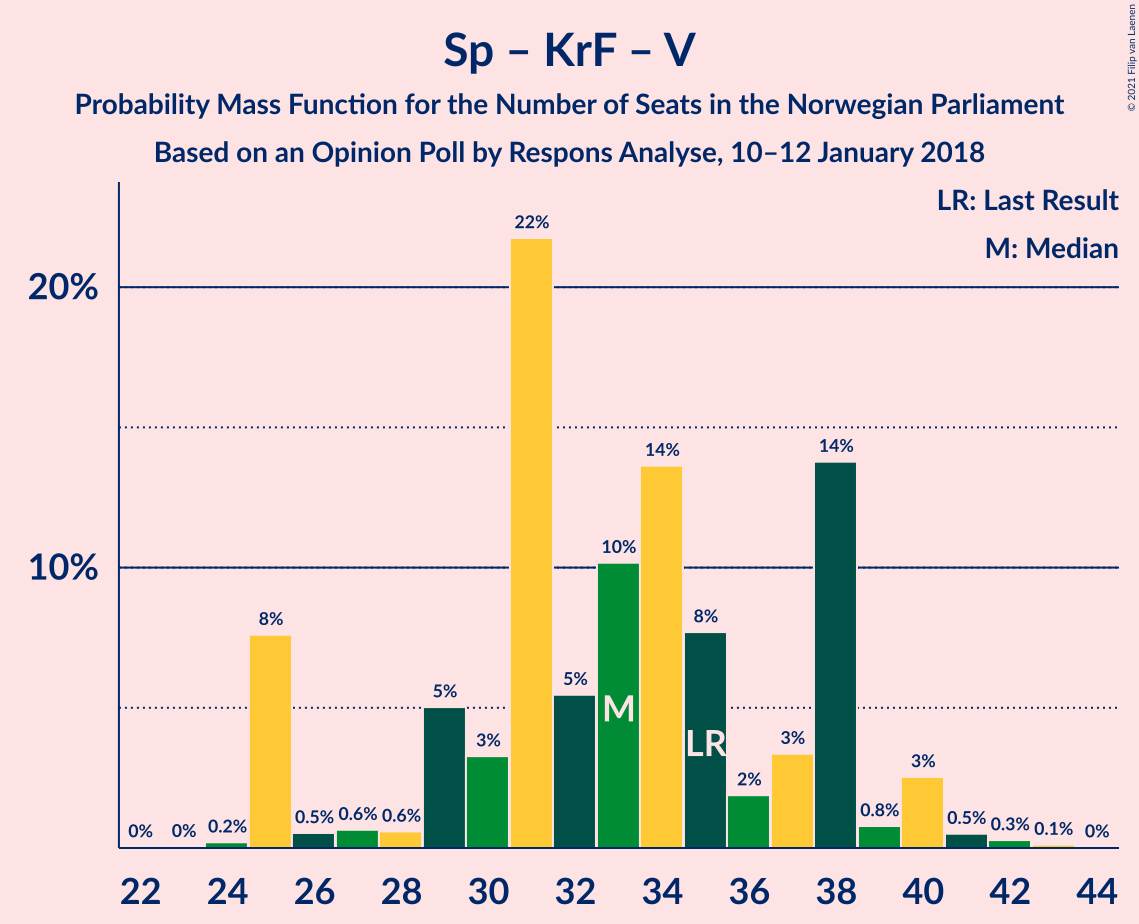 Sp – KrF – V
Probability Mass Function for the Number of Seats in the Norwegian Parliament
Based on an Opinion Poll by Respons Analyse, 10–12 January 2018
© 2021 Filip van Laenen
LR: Last Result
M: Median
20%
10%
0% 0% 0.2% 8% 0.5% 0.6% 0.6% 5% 3% 22% 5% 10% 14% 8% 2% 3% 14% 0.8% 3% 0.5% 0.3% 0.1% 0%
M
LR
22 24 26 28 30 32 34 36 38 40 42 44